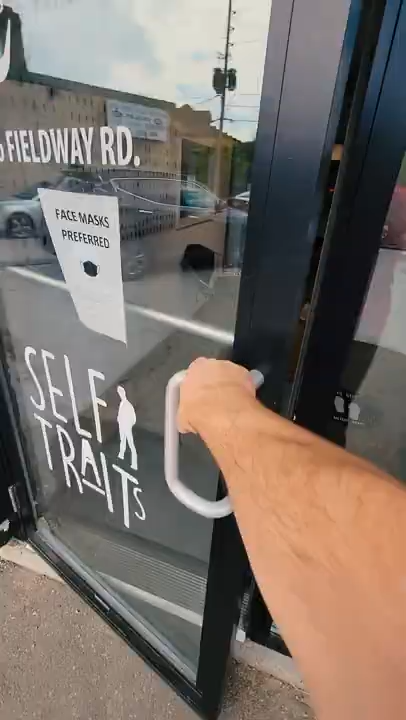 FIELDWAY RD.
FACE MASKS
PREFERRED
SELF
TRAITS